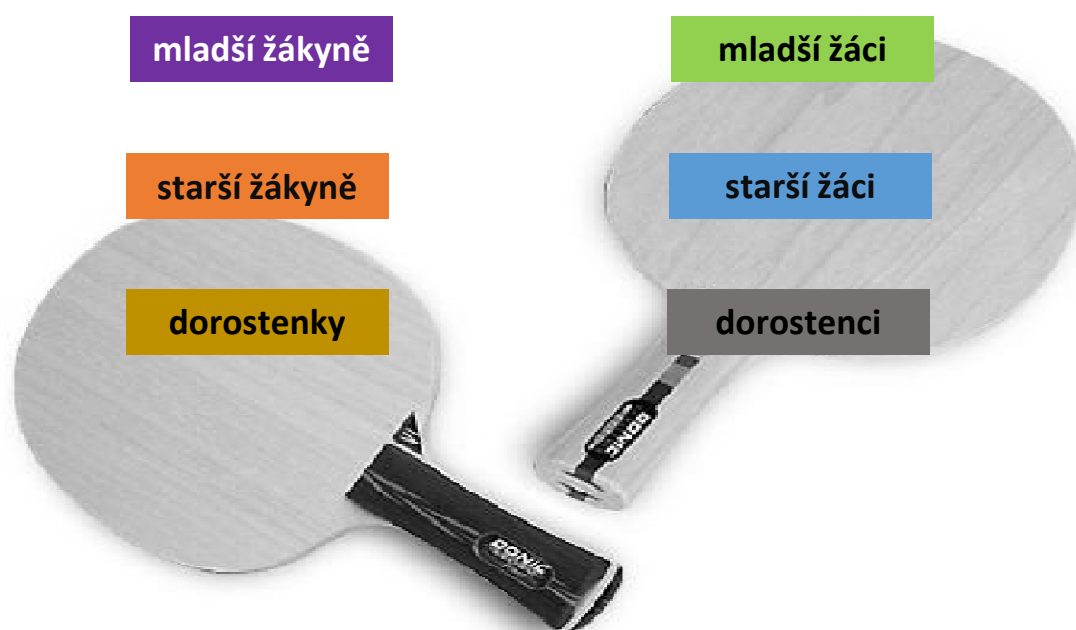 mladší žákyně
mladší žáci
starší žákyně
starší žáci
dorostenky
dorostenci
DONIC
DONIC